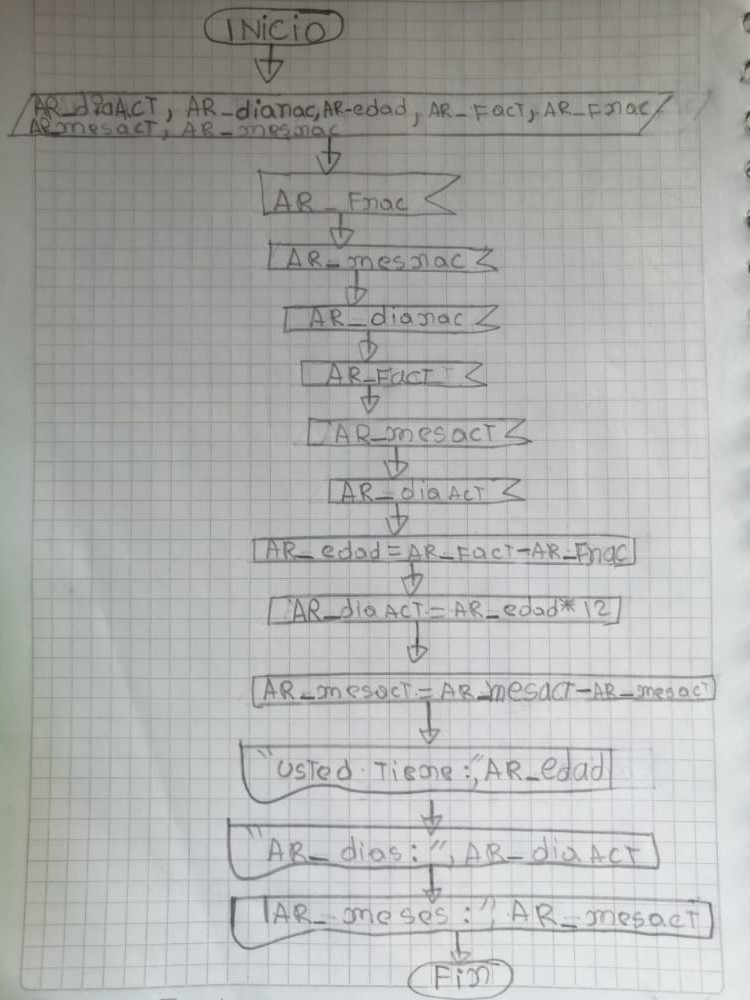 INICIO
AR_diaACT, AR_dianac, AR-edad, AR_FacT, AR_Fnac
ARmesacT, AR_mesnac
AR_Fnac
AR_mesnac
AR_dianac
AR_FacT
AR_mesacT
AR_diaAcT
AR_edad=AR_FacT-AR_Fnac
AR_diaACT=AR_edad*12
AR_mesacT=AR_mesacT-AR_mesacT
"Usted Tiene:", AR_edad
"AR_dias:", AR_diaAcT
"AR_meses:", AR_mesacT
Fin